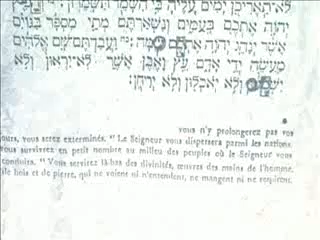 לא־תאריכן ימים עליה כי השמד תשמדון: והפיץ
יהוה אתכם בעמים ונשארתם מתי מספר בגוים
אשר ינהג יהוה אתכם שמה: ועבדתם־שם אלהים
מעשה ידי אדם עץ ואבן אשר לא־יראון ולא
ישמעון ולא יאכלון ולא יריחן:
vous n'y prolongerez pas vos
ours, vous serez exterminés. ²⁷ Le Seigneur vous dispersera parmi les nations,
vous survivrez en petit nombre au milieu des peuples où le Seigneur vous
conduira. ²⁸ Vous servirez là-bas des divinités, œuvres des mains de l'homme,
de bois et de pierre, qui ne voient ni n'entendent, ne mangent ni ne respirent.